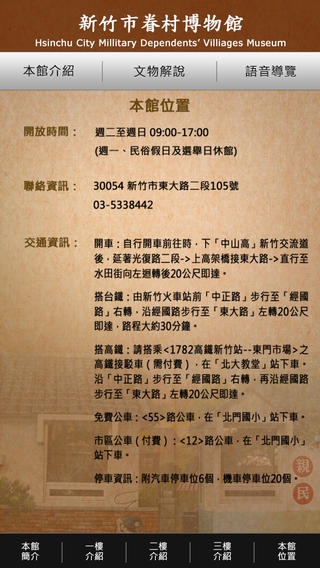 新竹市眷村博物館
Hsinchu City Millitary Dependents' Villiages Museum
本館介紹
文物解說
語音導覽
本館位置
開放時間：
週二至週日 09:00-17:00
(週一、民俗假日及選舉日休館)
聯絡資訊：
30054 新竹市東大路二段105號
03-5338442
交通資訊：
開車：自行開車前往時，下「中山高」新竹交流道
後，延著光復路二段->上高架橋接東大路->直行至
水田街向左迴轉後20公尺即達。
搭台鐵：由新竹火車站前「中正路」步行至「經國
路」右轉，沿經國路步行至「東大路」左轉20公尺
即達，路程大約30分鐘。
搭高鐵：請搭乘<1782高鐵新竹站--東門市場>之
高鐵接駁車（需付費），在「北大教堂」站下車。
沿「中正路」步行至「經國路」右轉，再沿經國路
步行至「東大路」左轉20公尺即達。
免費公車：<55>路公車，在「北門國小」站下車。
市區公車（付費）：<12>路公車，在「北門國小」
站下車。
停車資訊：附汽車停車位6個，機車停車位20個。
親
民
本館
簡介
一樓
介紹
二樓
介紹
三樓
介紹
本館
位置